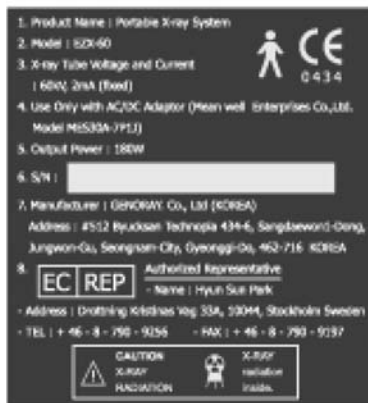 1. Product Name : Portable X-ray System
2. Model : EZX-60
3. X-ray Tube Voltage and Current
: 60kV, 2mA (fixed)
CE
0434
4. Use Only with AC/DC Adaptor (Mean well Enterprises Co.,Ltd.
Model MES30A-7P1J)
5. Output Power : 180W
6. S/N :
7. Manufacturer : GENORAY Co., Ltd (KOREA)
Address : #512 Byucksan Technopia 434-6, Sangdaewon1-Dong,
Jungwon-Gu, Seongnam-City, Gyeonggi-Do, 462-716 KOREA
8. EC REP Authorized Representative
- Name : Hyun Sun Park
- Address : Drottning Kristinas Vag 33A, 10044, Stockholm Sweden
- TEL : + 46 - 8 - 790 - 9256 - FAX : + 46 - 8 - 790 - 9197
CAUTION
X-RAY
RADIATION
X-RAY
radiation
inside.